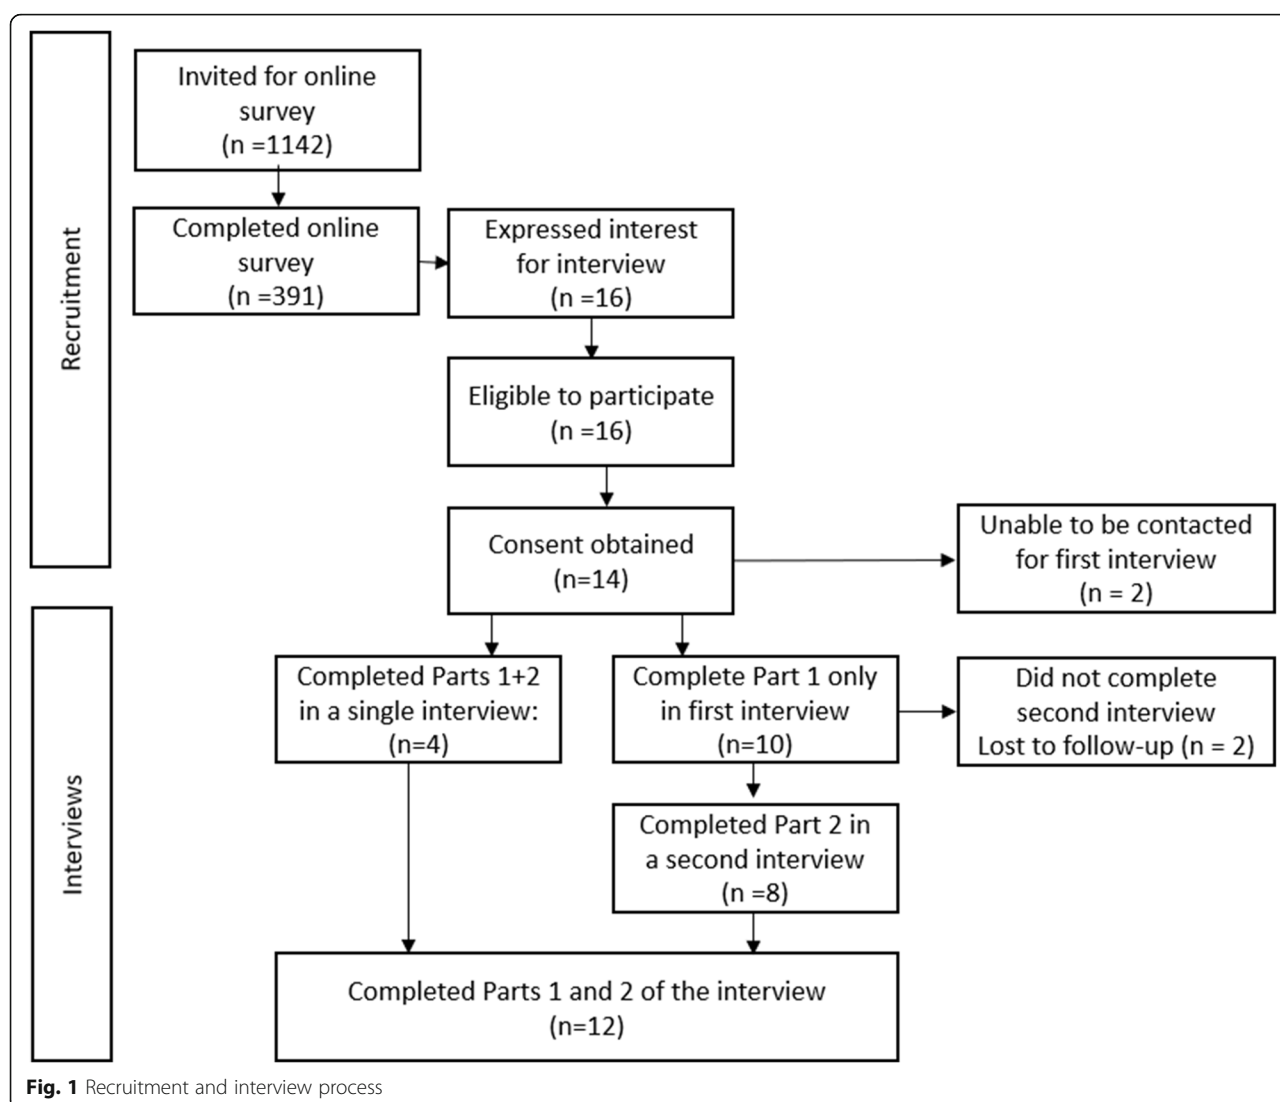 Recruitment
Invited for online
survey
(n =1142)
Completed online
survey
(n =391)
Expressed interest
for interview
(n =16)
Eligible to participate
(n =16)
Consent obtained
(n=14)
Unable to be contacted
for first interview
(n = 2)
Interviews
Completed Parts 1+2
in a single interview:
(n=4)
Complete Part 1 only
in first interview
(n=10)
Did not complete
second interview
Lost to follow-up (n = 2)
Completed Part 2 in
a second interview
(n =8)
Completed Parts 1 and 2 of the interview
(n=12)
Fig. 1 Recruitment and interview process